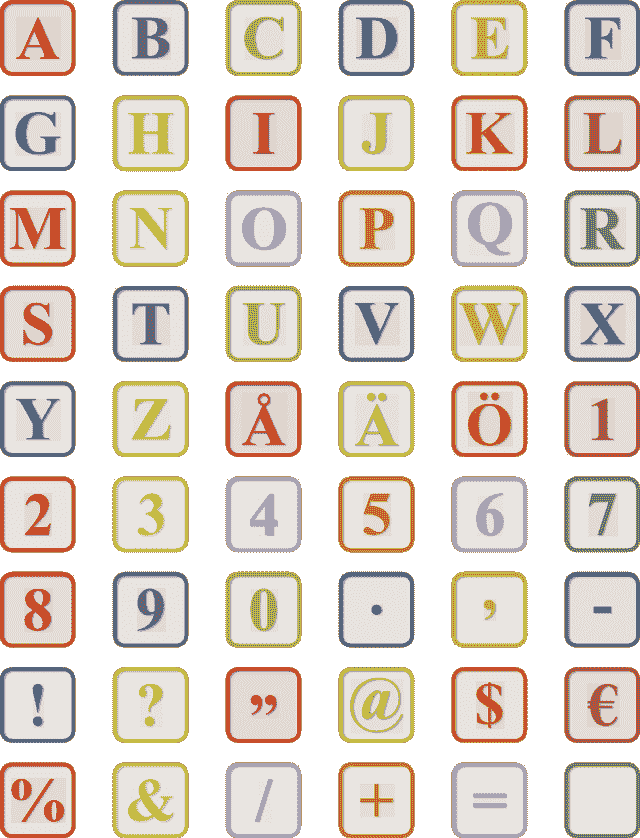 A B C D E F
G H I J K L
M N O P Q R
S T U V W X
Y Z Å Ä Ö 1
2 3 4 5 6 7
8 9 0 . , -
! ? ” @ $ €
% & / + =